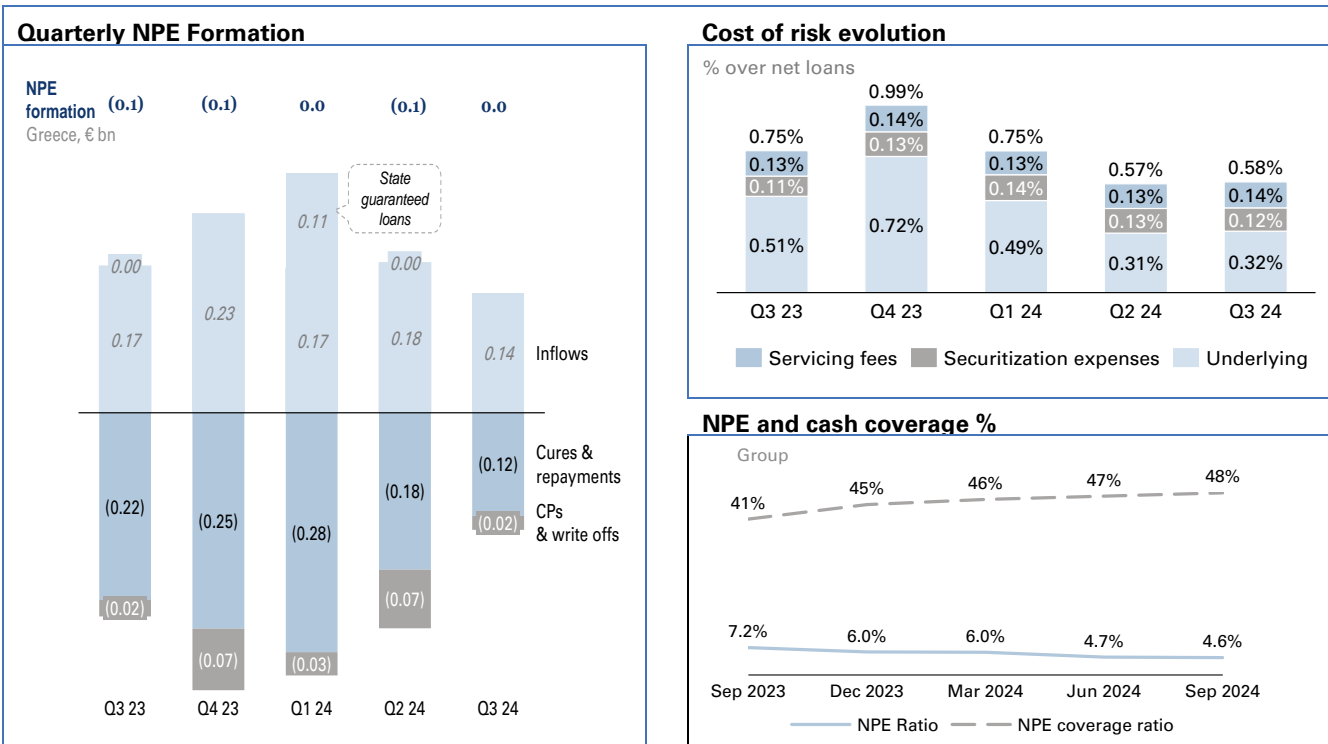 Quarterly NPE Formation
NPE
formation (0.1) (0.1) 0.0 (0.1) 0.0
Greece, € bn
State
guaranteed
loans
0.11
0.00 0.00
0.23
0.17 0.17 0.18 0.14 Inflows
(0.12) Cures &
repayments
(0.22) (0.25) (0.28) (0.18)
(0.02) CPs
& write offs
(0.02) (0.07) (0.03) (0.07)
Q3 23 Q4 23 Q1 24 Q2 24 Q3 24
Cost of risk evolution
% over net loans
0.75% 0.99% 0.75% 0.57% 0.58%
0.13% 0.14% 0.13% 0.13% 0.14%
0.11% 0.13% 0.14% 0.13% 0.12%
0.51% 0.72% 0.49% 0.31% 0.32%
Q3 23 Q4 23 Q1 24 Q2 24 Q3 24
Servicing fees Securitization expenses Underlying
NPE and cash coverage %
Group
41% 45% 46% 47% 48%
7.2% 6.0% 6.0% 4.7% 4.6%
Sep 2023 Dec 2023 Mar 2024 Jun 2024 Sep 2024
NPE Ratio NPE coverage ratio